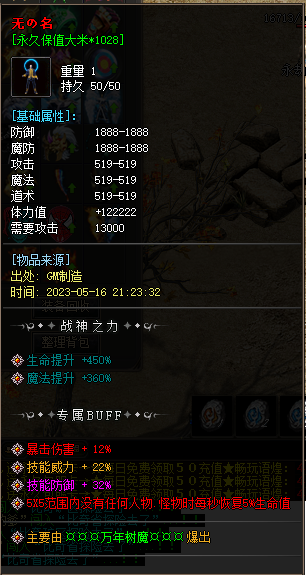 无の名
[永久保值大米*1028]
重量 1
持久 50/50
[基础属性]:
防御 1888-1888
魔防 1888-1888
攻击 519-519
魔法 519-519
道术 519-519
体力值 +122222
需要攻击 13000
[物品来源]
出处: GM制造
时间: 2023-05-16 21:23:32
战神之力
整理背包
生命提升 +450%
魔法提升 +360%
专属BUFF
暴击伤害 + 12%
技能威力 + 22%
技能防御 + 32%
5X5范围内没有任何人物.怪物时每秒恢复5%生命值
主要由 ¤¤¤万年树魔¤¤¤ 爆出